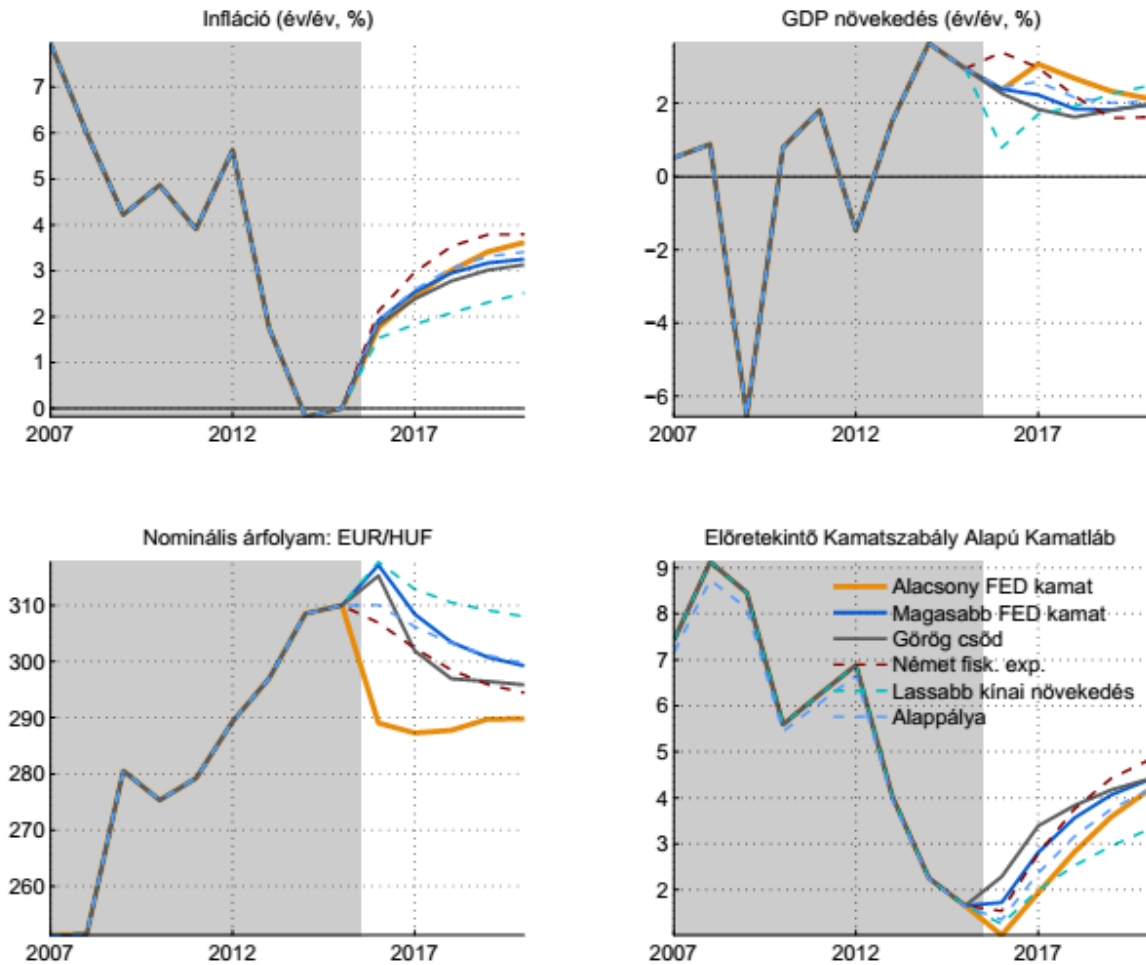 Infláció (év/év, %)
7
6
5
4
3
2
1
0
2007 2012 2017
GDP növekedés (év/év, %)
2
0
−2
−4
−6
2007 2012 2017
Nominális árfolyam: EUR/HUF
310
300
290
280
270
260
2007 2012 2017
Előretekintő Kamatszabály Alapú Kamatláb
9
8
7
6
5
4
3
2
2007 2012 2017
Alacsony FED kamat
Magasabb FED kamat
Görög csőd
Német fisk. exp.
Lassabb kínai növekedés
Alappálya